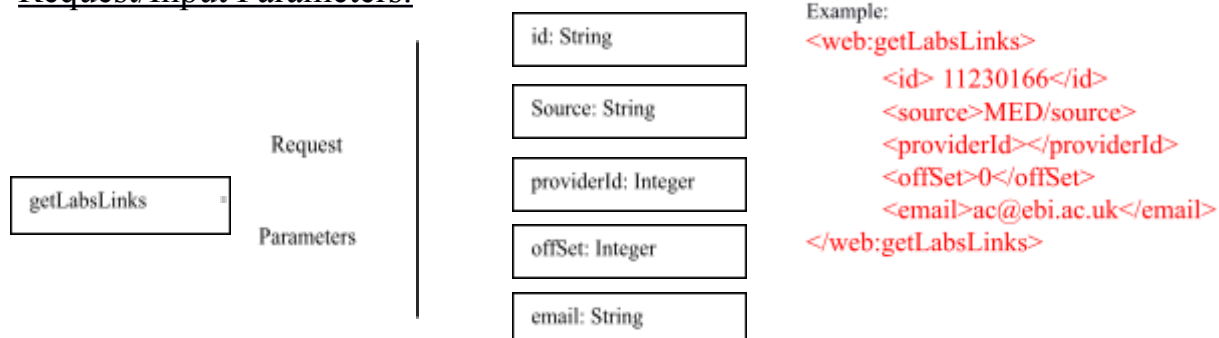 Request/Input Parameters:
getLabsLinks
Request
Parameters
id: String
Source: String
providerId: Integer
offSet: Integer
email: String
Example:
<web:getLabsLinks>
<id> 11230166</id>
<source>MED/source>
<providerId></providerId>
<offSet>0</offSet>
<email>ac@ebi.ac.uk</email>
</web:getLabsLinks>